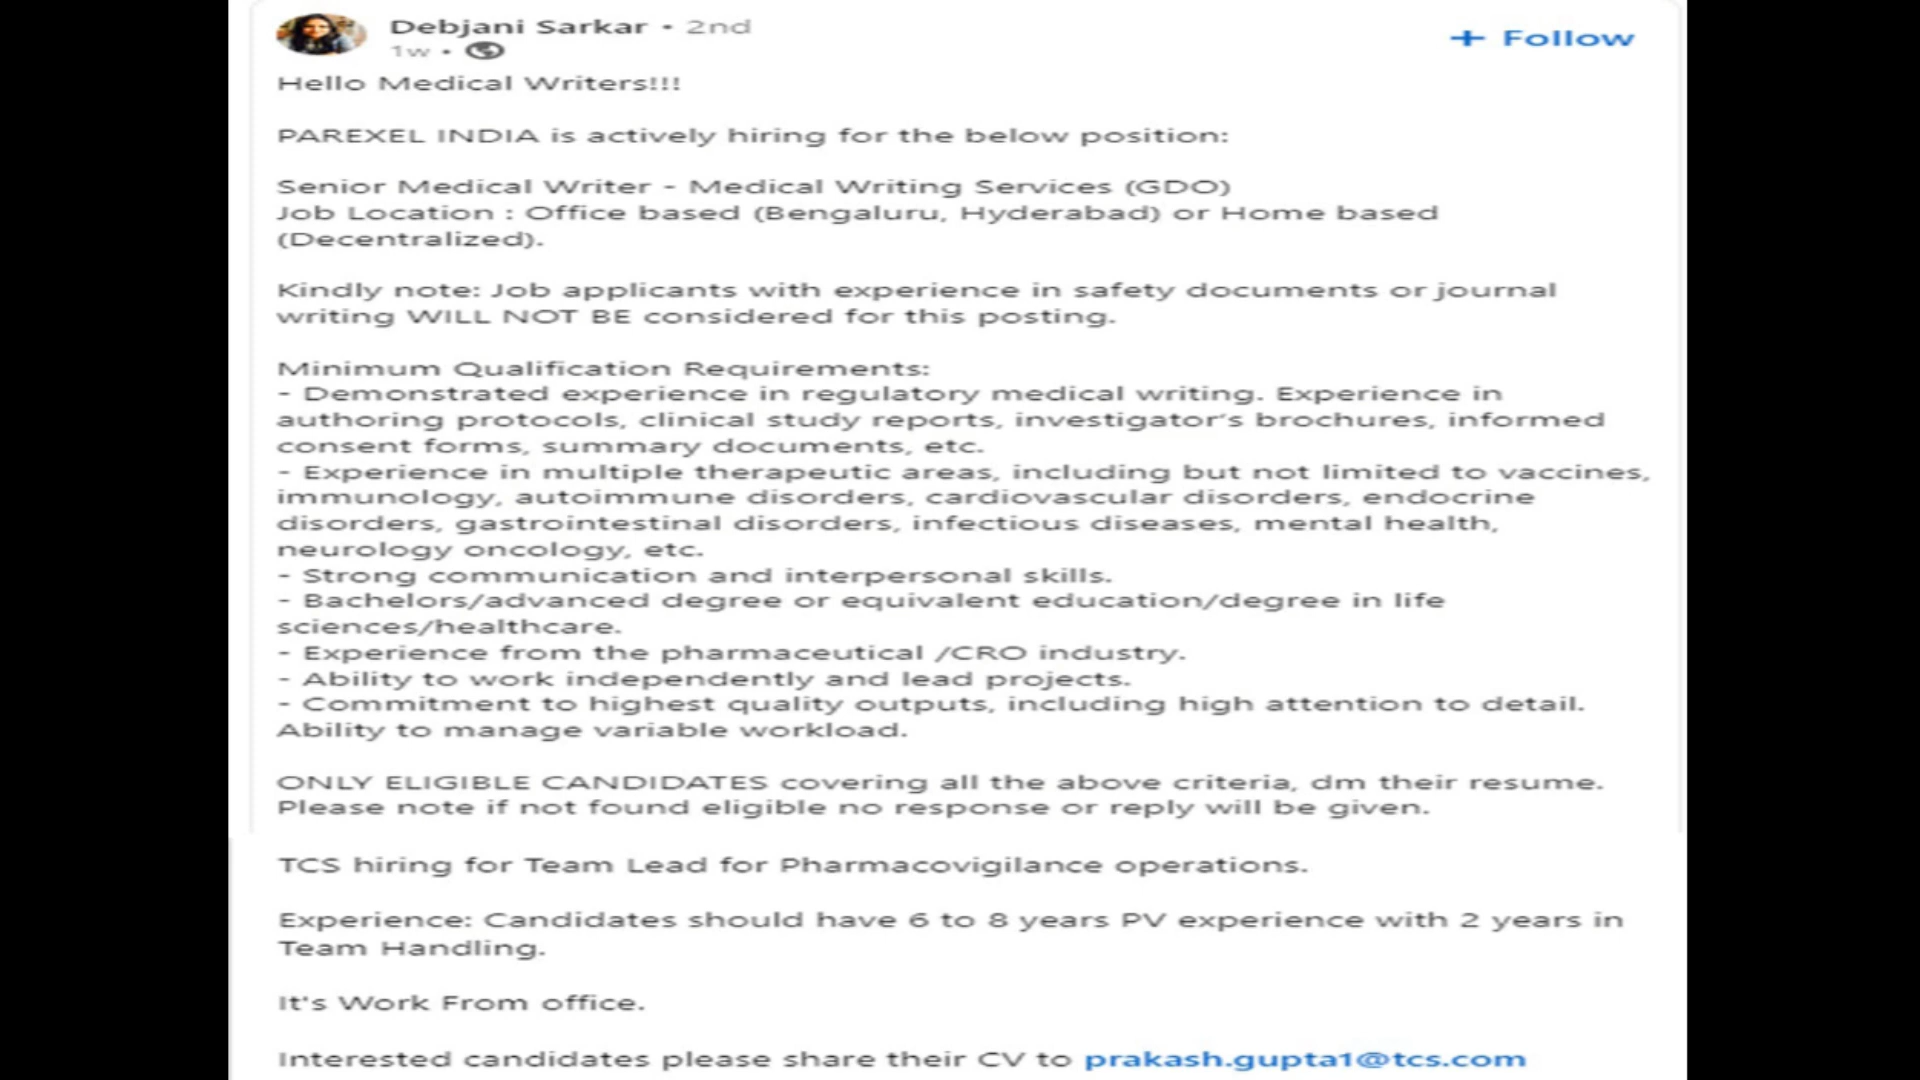 Debjani Sarkar • 2nd
1w •
+ Follow
Hello Medical Writers!!!
PAREXEL INDIA is actively hiring for the below position:
Senior Medical Writer - Medical Writing Services (GDO)
Job Location : Office based (Bengaluru, Hyderabad) or Home based
(Decentralized).
Kindly note: Job applicants with experience in safety documents or journal
writing WILL NOT BE considered for this posting.
Minimum Qualification Requirements:
- Demonstrated experience in regulatory medical writing. Experience in
authoring protocols, clinical study reports, investigator's brochures, informed
consent forms, summary documents, etc.
- Experience in multiple therapeutic areas, including but not limited to vaccines,
immunology, autoimmune disorders, cardiovascular disorders, endocrine
disorders, gastrointestinal disorders, infectious diseases, mental health,
neurology oncology, etc.
- Strong communication and interpersonal skills.
- Bachelors/advanced degree or equivalent education/degree in life
sciences/healthcare.
- Experience from the pharmaceutical /CRO industry.
- Ability to work independently and lead projects.
- Commitment to highest quality outputs, including high attention to detail.
Ability to manage variable workload.
ONLY ELIGIBLE CANDIDATES covering all the above criteria, dm their resume.
Please note if not found eligible no response or reply will be given.
TCS hiring for Team Lead for Pharmacovigilance operations.
Experience: Candidates should have 6 to 8 years PV experience with 2 years in
Team Handling.
It's Work From office.
Interested candidates please share their CV to prakash.gupta1@tcs.com